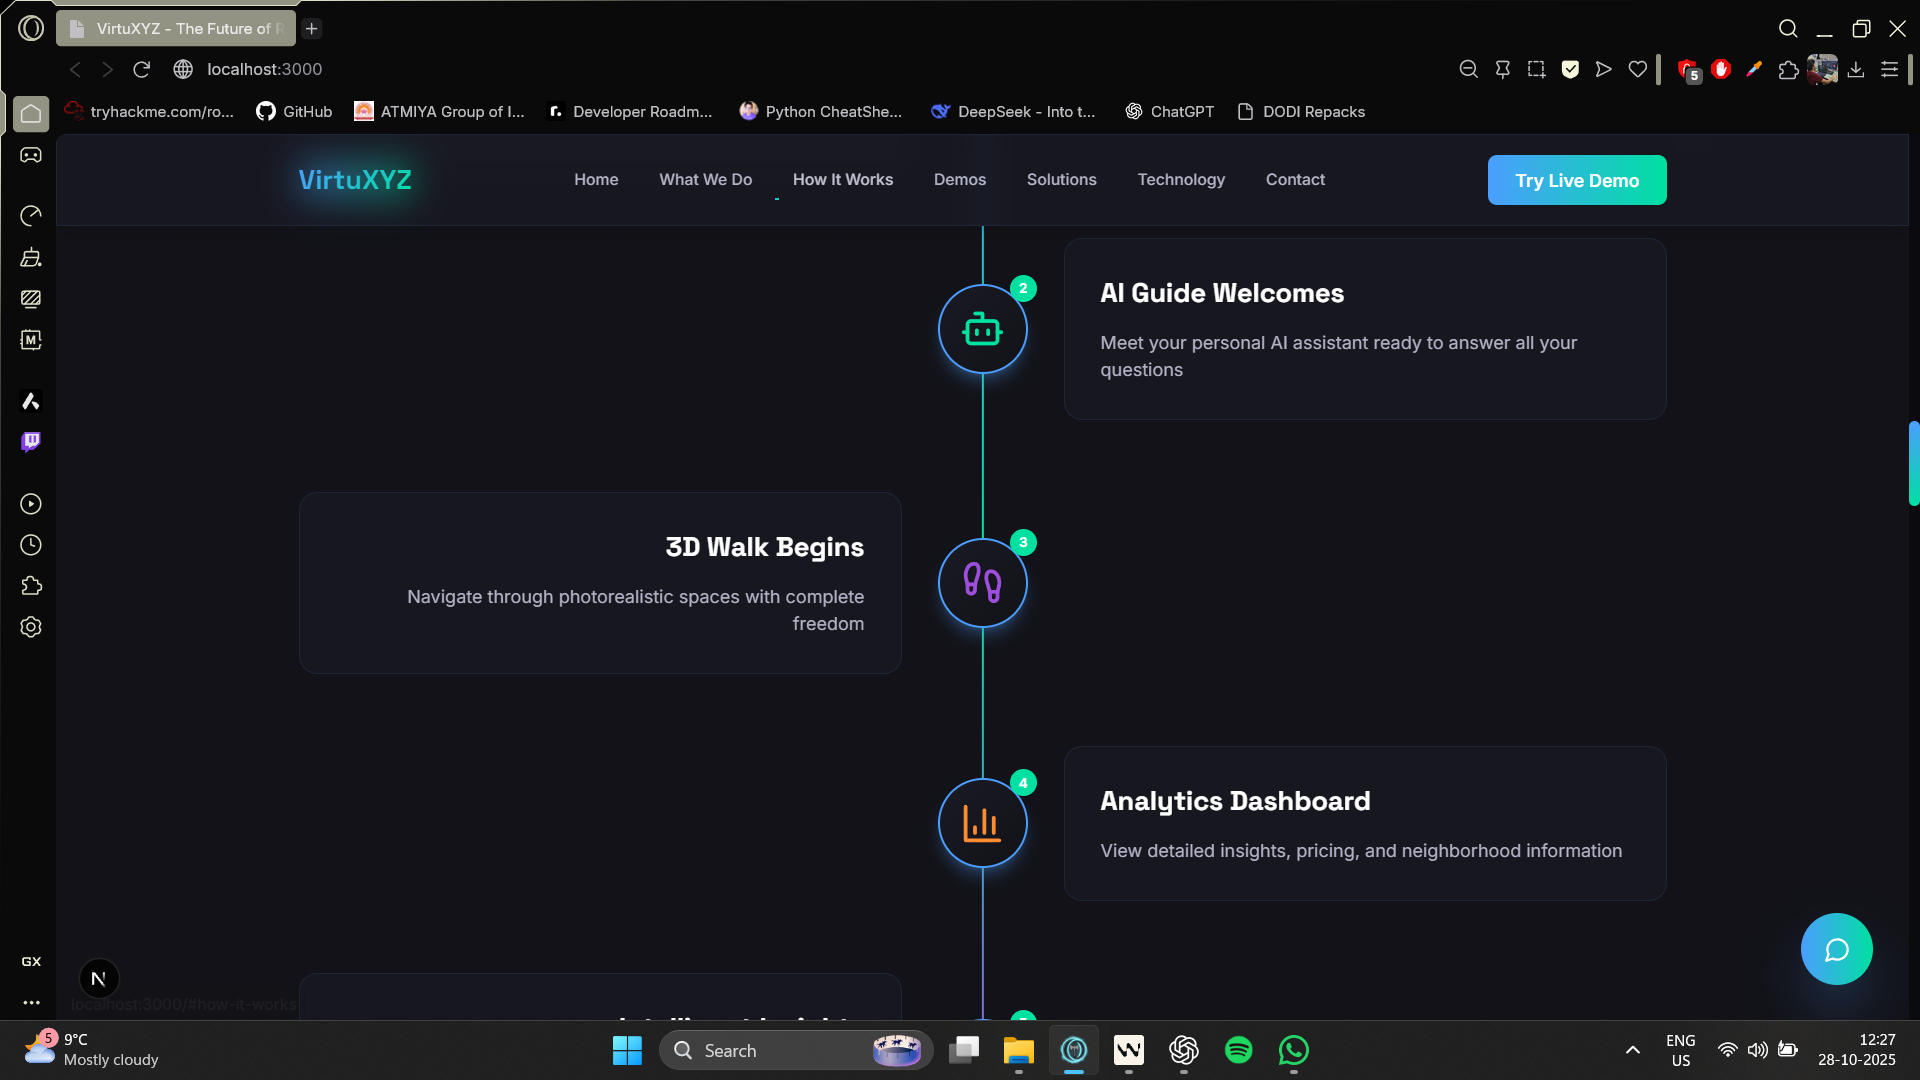 VirtuXYZ - The Future of R
localhost:3000
5
tryhackme.com/ro...
GitHub
ATMIYA Group of I...
Developer Roadm...
Python CheatShe...
DeepSeek - Into t...
ChatGPT
DODI Repacks
VirtuXYZ
Home
What We Do
How It Works
Demos
Solutions
Technology
Contact
Try Live Demo
2
AI Guide Welcomes
Meet your personal AI assistant ready to answer all your
questions
3
3D Walk Begins
Navigate through photorealistic spaces with complete
freedom
4
Analytics Dashboard
View detailed insights, pricing, and neighborhood information
M
GX
N
localhost:3000/#how-it-works
5
9°C
Mostly cloudy
Search
ENG
US
12:27
28-10-2025